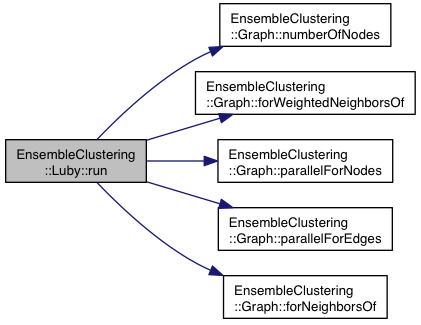 EnsembleClustering
::Graph::numberOfNodes
EnsembleClustering
::Graph::forWeightedNeighborsOf
EnsembleClustering
::Luby::run
EnsembleClustering
::Graph::parallelForNodes
EnsembleClustering
::Graph::parallelForEdges
EnsembleClustering
::Graph::forNeighborsOf